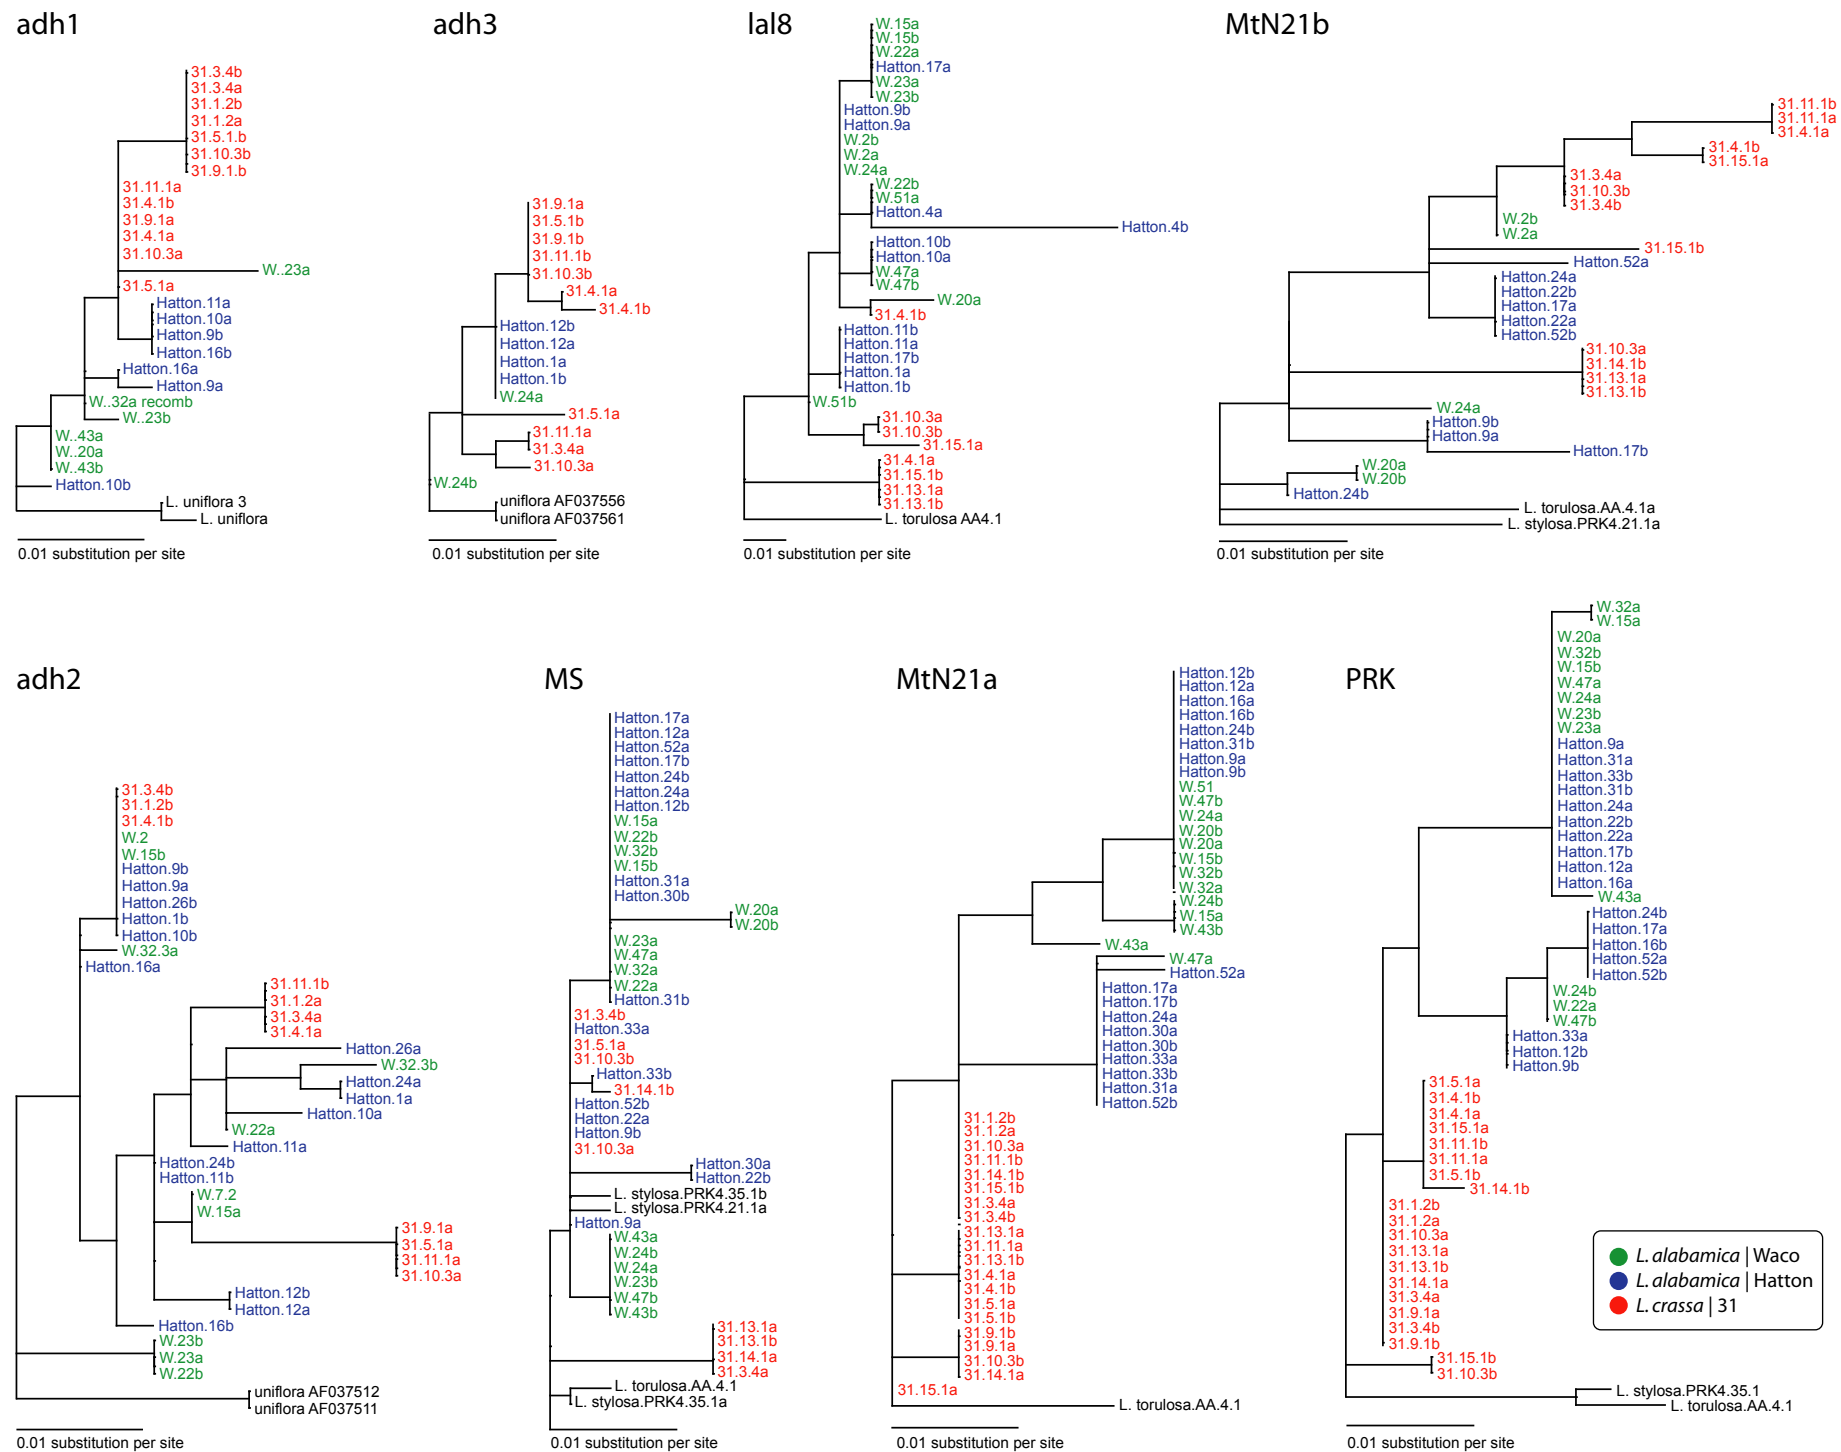 adh1
31.3.4b
31.3.4a
31.1.2b
31.1.2a
31.5.1.b
31.10.3b
31.9.1.b
31.11.1a
31.4.1b
31.9.1a
31.4.1a
31.10.3a
W..23a
31.5.1a
Hatton.11a
Hatton.10a
Hatton.9b
Hatton.16b
Hatton.16a
Hatton.9a
W..32a recomb
W..23b
W..43a
W..20a
W..43b
Hatton.10b
L. uniflora 3
L. uniflora
0.01 substitution per site
adh3
31.9.1a
31.5.1b
31.9.1b
31.11.1b
31.10.3b
31.4.1a
31.4.1b
Hatton.12b
Hatton.12a
Hatton.1a
Hatton.1b
W.24a
31.5.1a
31.11.1a
31.3.4a
31.10.3a
W.24b
uniflora AF037556
uniflora AF037561
0.01 substitution per site
lal8
W.15a
W.15b
W.22a
Hatton.17a
W.23a
W.23b
Hatton.9b
Hatton.9a
W.2b
W.2a
W.24a
W.22b
W.51a
Hatton.4a
Hatton.4b
Hatton.10b
Hatton.10a
W.47a
W.47b
W.20a
31.4.1b
Hatton.11b
Hatton.11a
Hatton.17b
Hatton.1a
Hatton.1b
W.51b
31.10.3a
31.10.3b
31.15.1a
31.4.1a
31.15.1b
31.13.1a
31.13.1b
L. torulosa AA4.1
0.01 substitution per site
MtN21b
31.11.1b
31.11.1a
31.4.1a
31.4.1b
31.15.1a
31.3.4a
31.10.3b
31.3.4b
W.2b
W.2a
31.15.1b
Hatton.52a
Hatton.24a
Hatton.22b
Hatton.17a
Hatton.22a
Hatton.52b
31.10.3a
31.14.1b
31.13.1a
31.13.1b
W.24a
Hatton.9b
Hatton.9a
Hatton.17b
W.20a
W.20b
Hatton.24b
L. torulosa.AA.4.1a
L. stylosa.PRK4.21.1a
0.01 substitution per site
adh2
31.3.4b
31.1.2b
31.4.1b
W.2
W.15b
Hatton.9b
Hatton.9a
Hatton.26b
Hatton.1b
Hatton.10b
W.32.3a
Hatton.16a
31.11.1b
31.1.2a
31.3.4a
31.4.1a
Hatton.26a
W.32.3b
Hatton.24a
Hatton.1a
Hatton.10a
W.22a
Hatton.11a
Hatton.24b
Hatton.11b
W.7.2
W.15a
31.9.1a
31.5.1a
31.11.1a
31.10.3a
Hatton.12b
Hatton.12a
Hatton.16b
W.23b
W.23a
W.22b
uniflora AF037512
uniflora AF037511
0.01 substitution per site
MS
Hatton.17a
Hatton.12a
Hatton.52a
Hatton.17b
Hatton.24b
Hatton.24a
Hatton.12b
W.15a
W.22b
W.32b
W.15b
Hatton.31a
Hatton.30b
W.20a
W.20b
W.23a
W.47a
W.32a
W.22a
Hatton.31b
31.3.4b
Hatton.33a
31.5.1a
31.10.3b
Hatton.33b
31.14.1b
Hatton.52b
Hatton.22a
Hatton.9b
31.10.3a
Hatton.30a
Hatton.22b
L. stylosa.PRK4.35.1b
L. stylosa.PRK4.21.1a
Hatton.9a
W.43a
W.24b
W.24a
W.23b
W.47b
W.43b
31.13.1a
31.13.1b
31.14.1a
31.3.4a
L. torulosa.AA.4.1
L. stylosa.PRK4.35.1a
0.01 substitution per site
MtN21a
Hatton.12b
Hatton.12a
Hatton.16a
Hatton.16b
Hatton.24b
Hatton.31b
Hatton.9a
Hatton.9b
W.51
W.47b
W.24a
W.20b
W.20a
W.15b
W.32b
W.32a
W.24b
W.15a
W.43b
W.43a
W.47a
Hatton.52a
Hatton.17a
Hatton.17b
Hatton.24a
Hatton.30a
Hatton.30b
Hatton.33a
Hatton.33b
Hatton.31a
Hatton.52b
31.1.2b
31.1.2a
31.10.3a
31.11.1b
31.14.1b
31.15.1b
31.3.4a
31.3.4b
31.13.1a
31.11.1a
31.13.1b
31.4.1a
31.4.1b
31.5.1a
31.5.1b
31.9.1b
31.9.1a
31.10.3b
31.14.1a
31.15.1a
L. torulosa.AA.4.1
0.01 substitution per site
PRK
W.32a
W.15a
W.20a
W.32b
W.15b
W.47a
W.24a
W.23b
W.23a
Hatton.9a
Hatton.31a
Hatton.33b
Hatton.31b
Hatton.24a
Hatton.22b
Hatton.22a
Hatton.17b
Hatton.12a
Hatton.16a
W.43a
Hatton.24b
Hatton.17a
Hatton.16b
Hatton.52a
Hatton.52b
W.24b
W.22a
W.47b
Hatton.33a
Hatton.12b
Hatton.9b
31.5.1a
31.4.1b
31.4.1a
31.15.1a
31.11.1b
31.11.1a
31.5.1b
31.14.1b
31.1.2b
31.1.2a
31.10.3a
31.13.1a
31.13.1b
31.14.1a
31.3.4a
31.9.1a
31.3.4b
31.9.1b
31.15.1b
31.10.3b
L. stylosa.PRK4.35.1
L. torulosa.AA.4.1
0.01 substitution per site
L. alabamica | Waco
L. alabamica | Hatton
L. crassa | 31